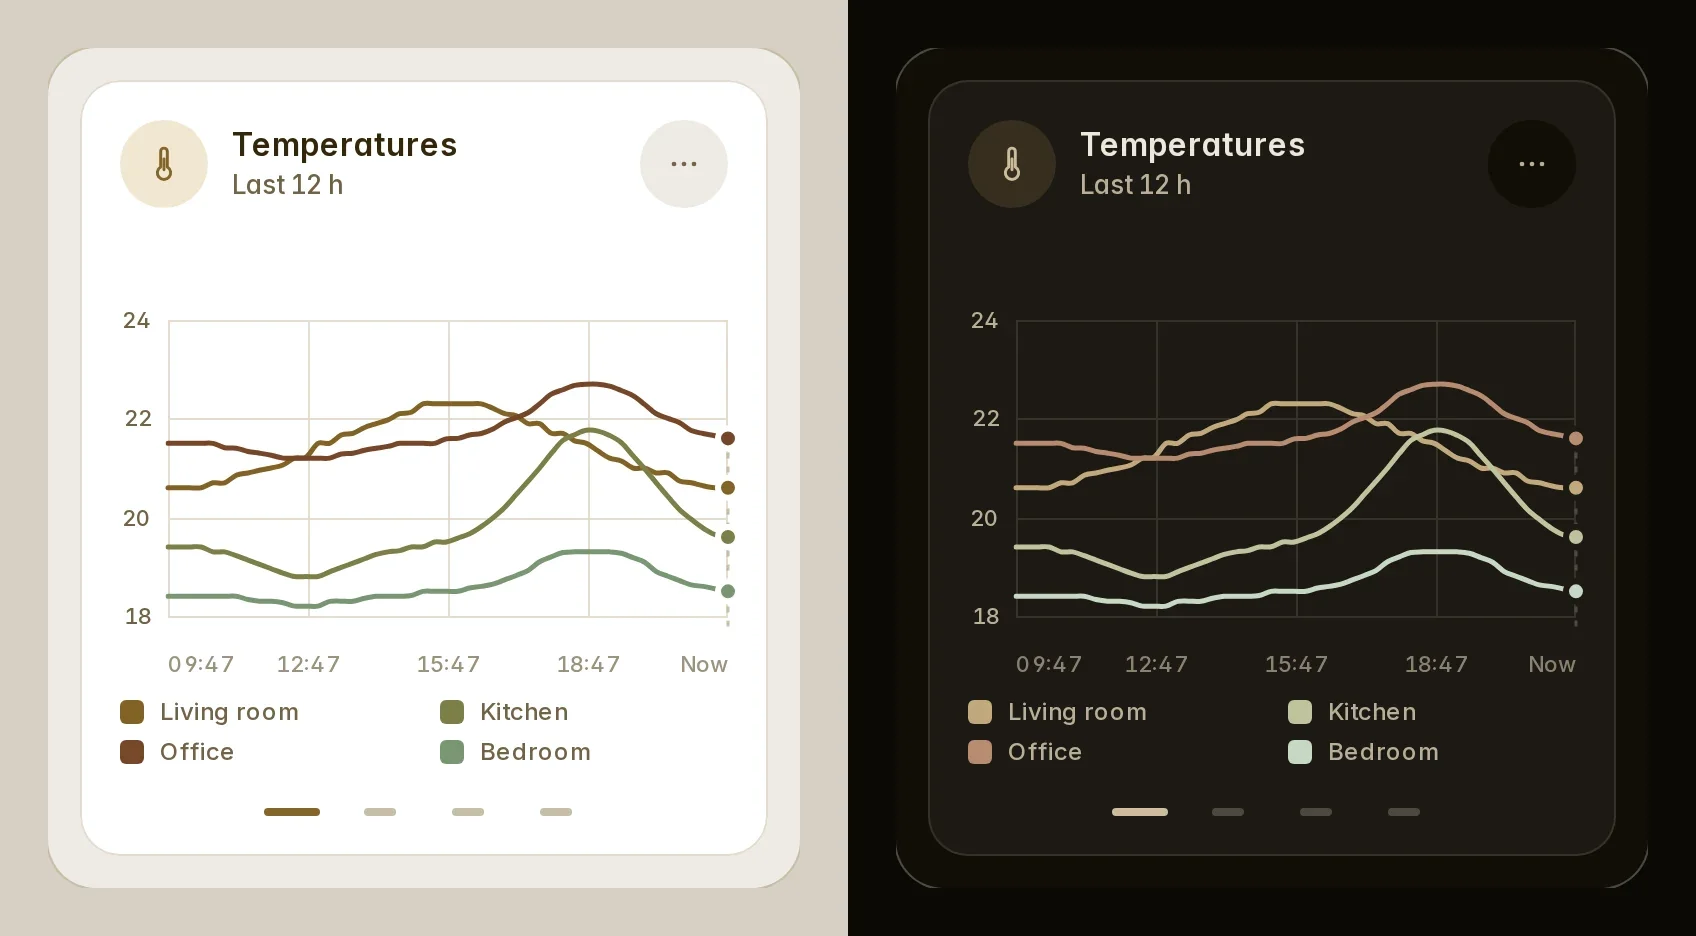 Temperatures
Last 12 h
...
24
22
20
18
09:47 12:47 15:47 18:47 Now
Living room Kitchen
Office Bedroom
Temperatures
Last 12 h
...
24
22
20
18
09:47 12:47 15:47 18:47 Now
Living room Kitchen
Office Bedroom